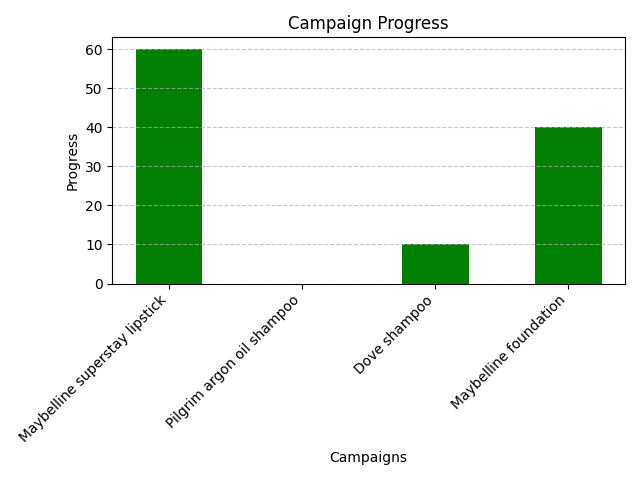 Campaign Progress
60
50
40
30
20
10
0
Progress
Maybelline superstay lipstick
Pilgrim argon oil shampoo
Dove shampoo
Maybelline foundation
Campaigns